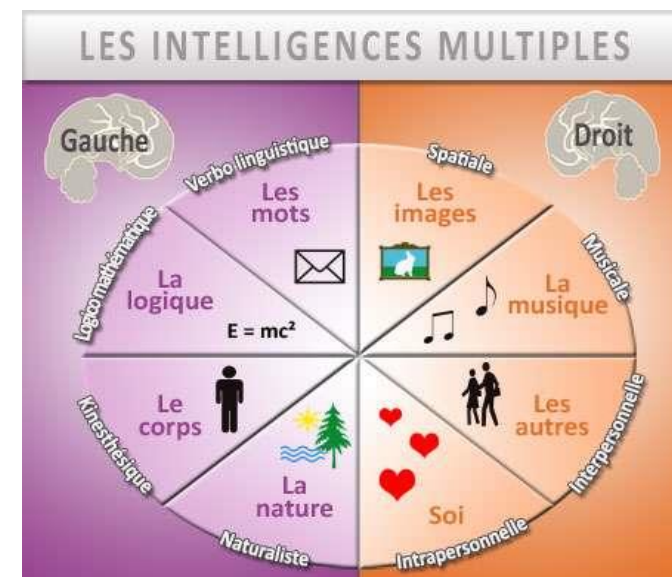 LES INTELLIGENCES MULTIPLES
Gauche
Droit
Verbo linguistique
Spatiale
Les
mots
Les
images
Logico mathématique
Musicale
La
logique
E = mc²
La
musique
Le
corps
Les
autres
Kinesthésique
Interpersonnelle
La
nature
Soi
Naturaliste
Intrapersonnelle